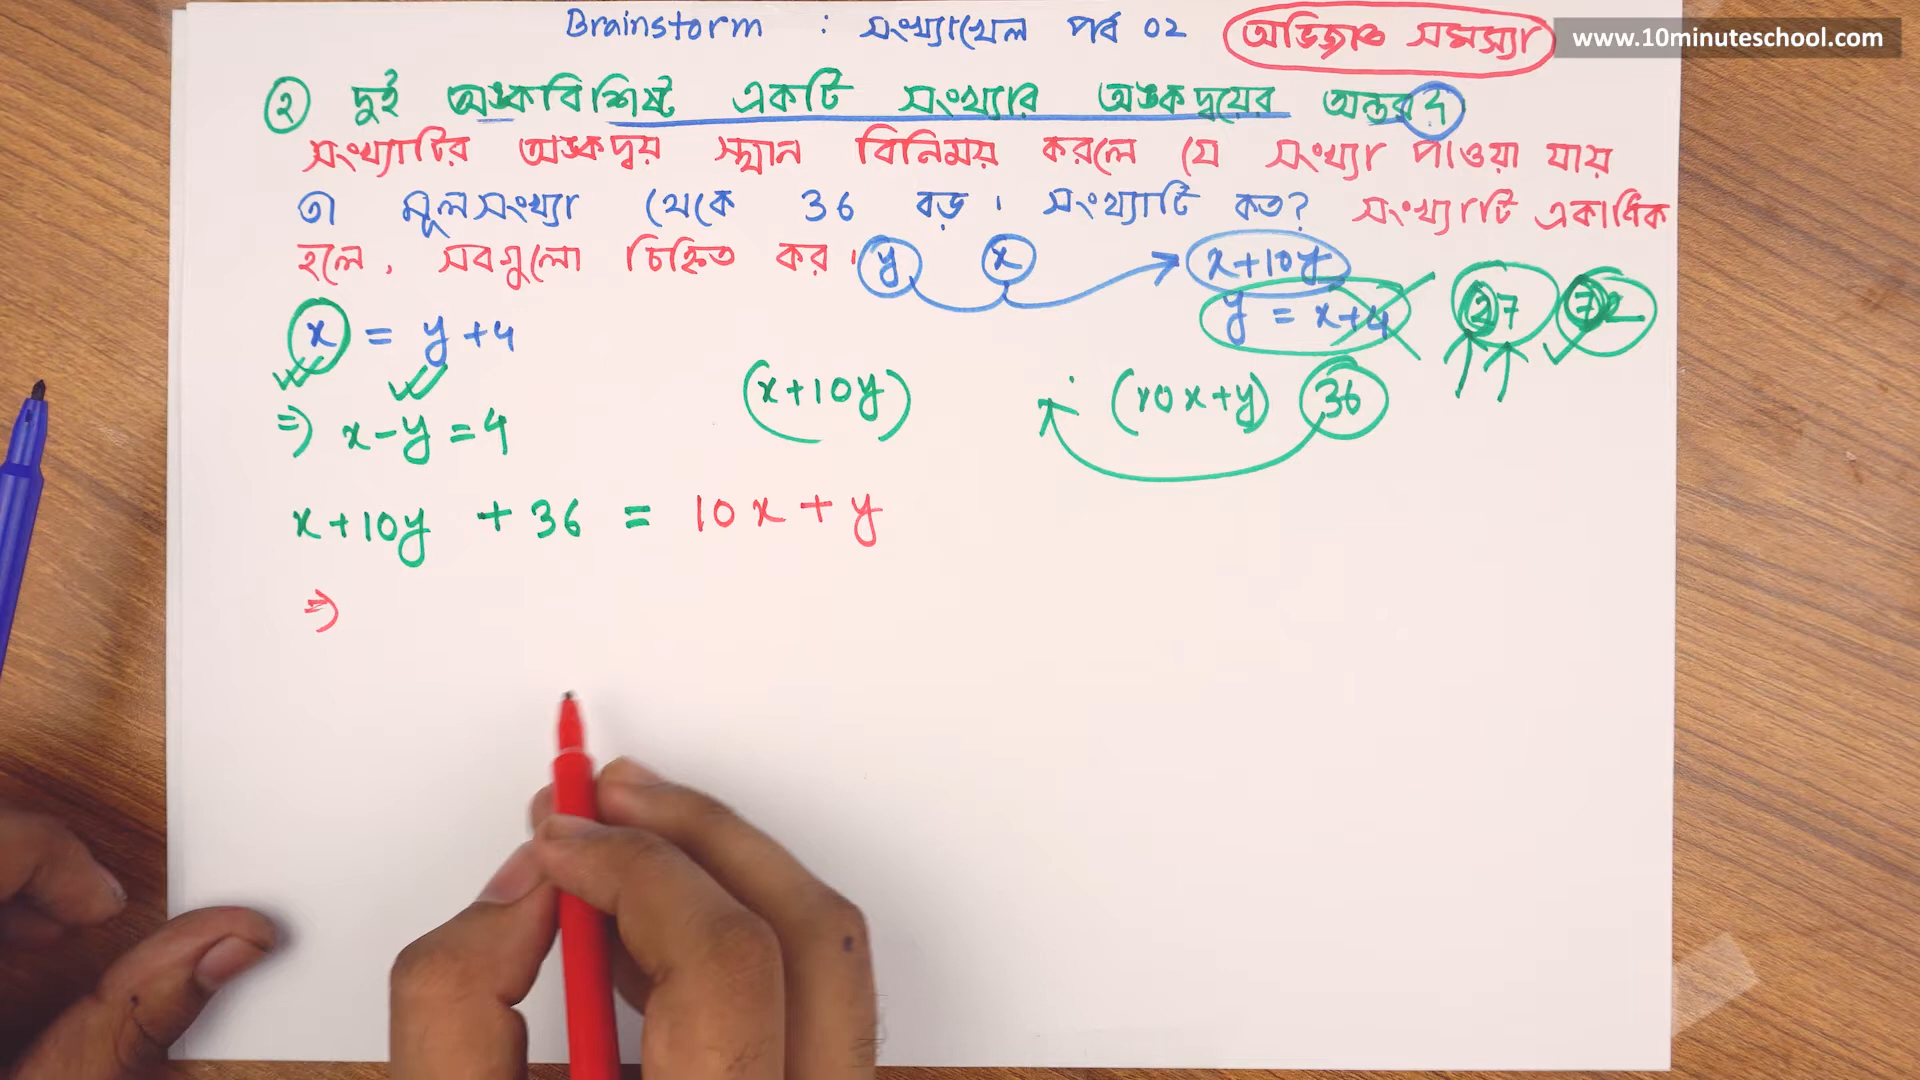 Brainstorm : সংখ্যাখেল পর্ব 02 অভিজাত সমস্যা
www.10minuteschool.com
২ দুই অঙ্কবিশিষ্ট একটি সংখ্যার অঙ্কদ্বয়ের অন্তর 4
সংখ্যাটির অঙ্কদ্বয় স্থান বিনিময় করলে যে সংখ্যা পাওয়া যায়
তা মূলসংখ্যা থেকে 36 বড়। সংখ্যাটি কত? সংখ্যাটি একাধিক
হলে, সবগুলো চিহ্নিত কর। y x x+10y
x = y+4 y = x+4 27 72
⇒ x-y=4 (x+10y) (10x+y) 36
x+10y +36 = 10x+y
⇒